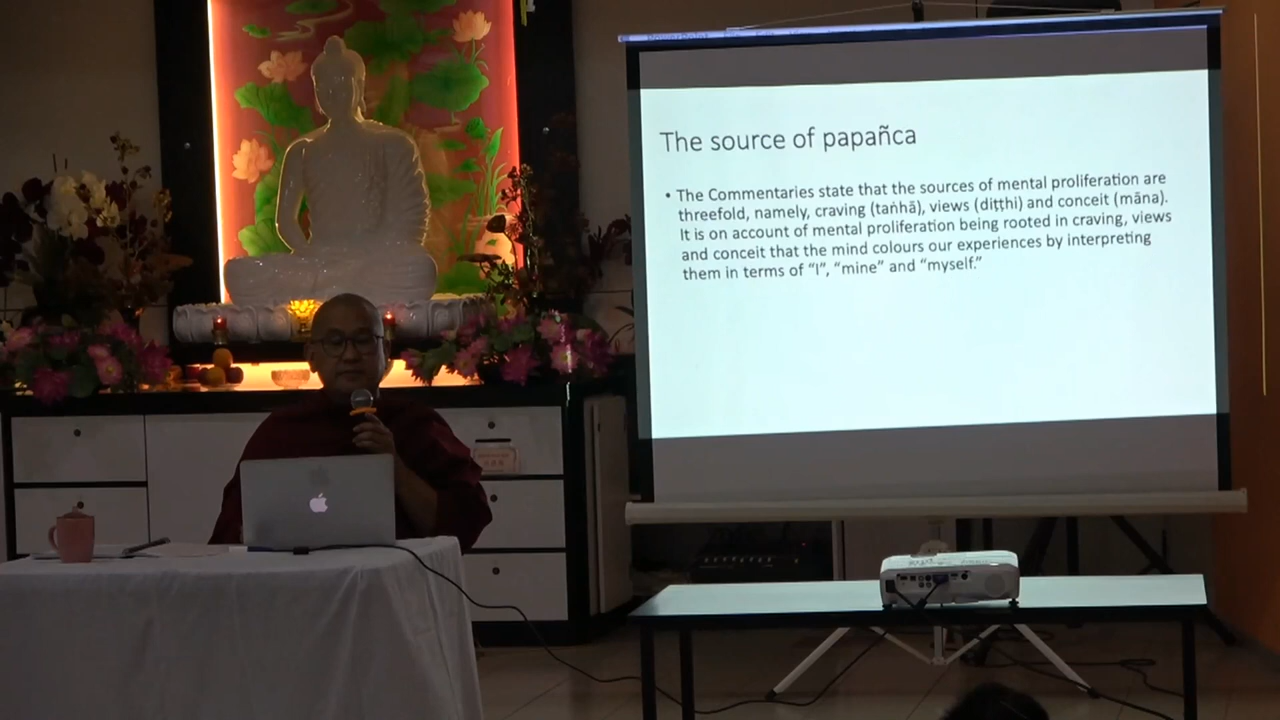 The source of papañca
• The Commentaries state that the sources of mental proliferation are
threefold, namely, craving (taṅhā), views (diṭṭhi) and conceit (māna).
It is on account of mental proliferation being rooted in craving, views
and conceit that the mind colours our experiences by interpreting
them in terms of “I”, “mine” and “myself.”